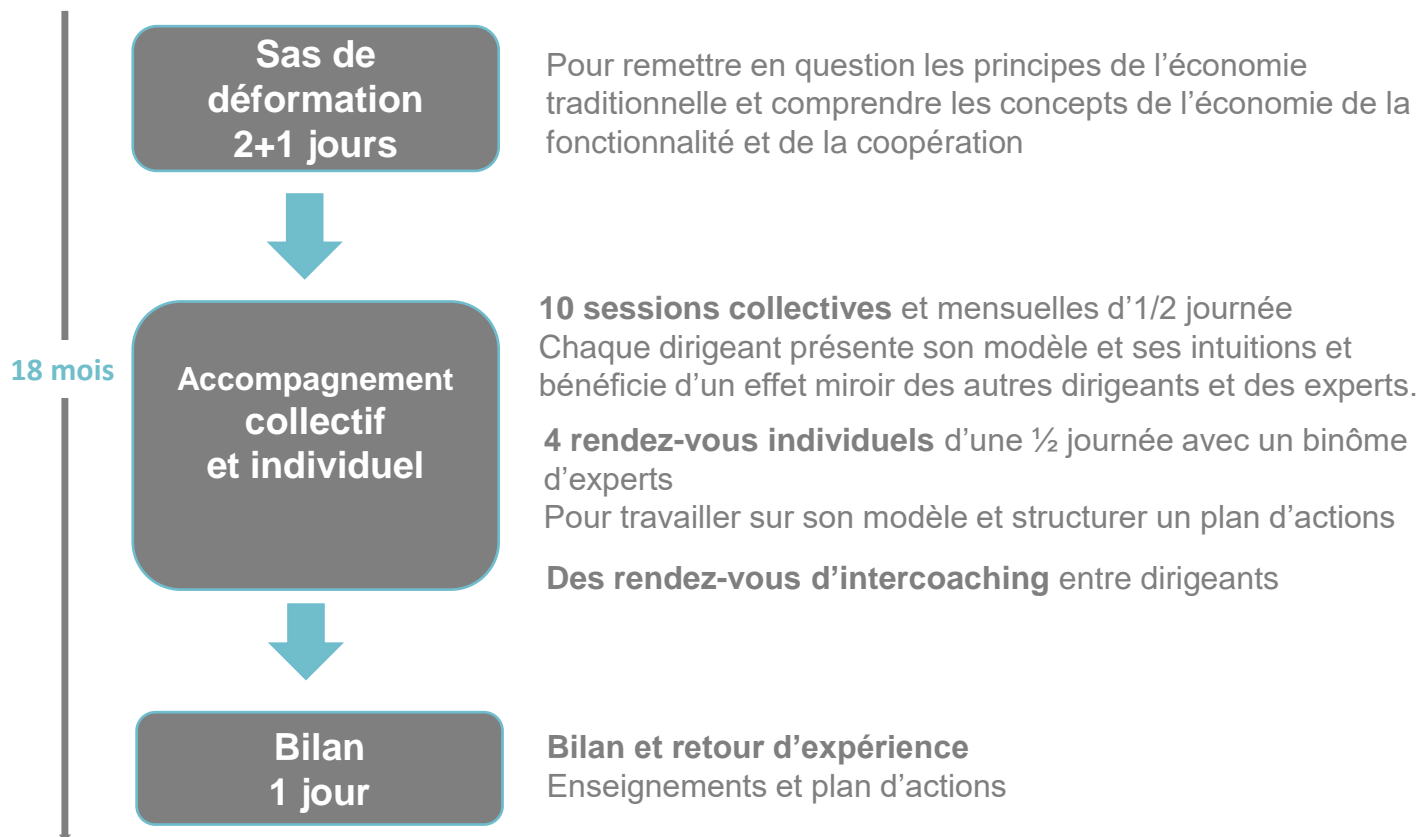 Sas de
déformation
2+1 jours
Pour remettre en question les principes de l’économie
traditionnelle et comprendre les concepts de l’économie de la
fonctionnalité et de la coopération
18 mois
Accompagnement
collectif
et individuel
10 sessions collectives et mensuelles d’1/2 journée
Chaque dirigeant présente son modèle et ses intuitions et
bénéficie d’un effet miroir des autres dirigeants et des experts.
4 rendez-vous individuels d’une ½ journée avec un binôme
d’experts
Pour travailler sur son modèle et structurer un plan d’actions
Des rendez-vous d’intercoaching entre dirigeants
Bilan
1 jour
Bilan et retour d’expérience
Enseignements et plan d’actions